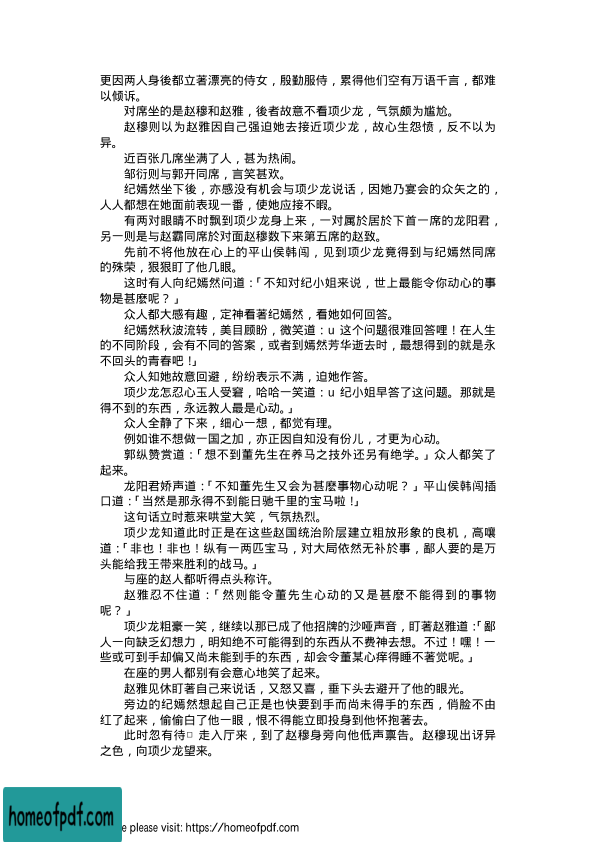 更因两人身後都立著漂亮的侍女，殷勤服侍，累得他们空有万语千言，都难
以倾诉。
对席坐的是赵穆和赵雅，後者故意不看项少龙，气氛颇为尴尬。
赵穆则以为赵雅因自己强迫她去接近项少龙，故心生怨愤，反不以为
异。
近百张几席坐满了人，甚为热闹。
邹衍则与郭开同席，言笑甚欢。
纪嫣然坐下後，亦感没有机会与项少龙说话，因她乃宴会的众矢之的，
人人都想在她面前表现一番，使她应接不暇。
有两对眼睛不时飘到项少龙身上来，一对属於居於下首一席的龙阳君，
另一则是与赵霸同席於对面赵穆数下来第五席的赵致。
先前不将他放在心上的平山侯韩闯，见到项少龙竟得到与纪嫣然同席
的殊荣，狠狠盯了他几眼。
这时有人向纪嫣然问道：「不知对纪小姐来说，世上最能令你动心的事
物是甚麽呢？」
众人都大感有趣，定神看著纪嫣然，看她如何回答。
纪嫣然秋波流转，美目顾盼，微笑道：u 这个问题很难回答哩！在人生
的不同阶段，会有不同的答案，或者到嫣然芳华逝去时，最想得到的就是永
不回头的青春吧！」
众人知她故意回避，纷纷表示不满，迫她作答。
项少龙怎忍心玉人受窘，哈哈一笑道：u 纪小姐早答了这问题。那就是
得不到的东西，永远教人最是心动。」
众人全静了下来，细心一想，都觉有理。
例如谁不想做一国之加，亦正因自知没有份儿，才更为心动。
郭纵赞赏道：「想不到董先生在养马之技外还另有绝学。」众人都笑了
起来。
龙阳君娇声道：「不知董先生又会为甚麽事物心动呢？」平山侯韩闯插
口道：「当然是那永得不到能日驰千里的宝马啦！」
这句话立时惹来哄堂大笑，气氛热烈。
项少龙知道此时正是在这些赵国统治阶层建立粗放形象的良机，高嚷
道：「非也！非也！纵有一两匹宝马，对大局依然无补於事，鄙人要的是万
头能给我王带来胜利的战马。」
与座的赵人都听得点头称许。
赵雅忍不住道：「然则能令董先生心动的又是甚麽不能得到的事物
呢？」
项少龙粗豪一笑，继续以那已成了他招牌的沙哑声音，盯著赵雅道：「鄙
人一向缺乏幻想力，明知绝不可能得到的东西从不费神去想。不过！嘿！一
些或可到手却偏又尚未能到手的东西，却会令董某心痒得睡不著觉呢。」
在座的男人都别有会意地笑了起来。
赵雅见休盯著自己来说话，又怒又喜，垂下头去避开了他的眼光。
旁边的纪嫣然想起自己正是也快要到手而尚未得手的东西，俏脸不由
红了起来，偷偷白了他一眼，恨不得能立即投身到他怀抱著去。
此时忽有待□ 走入厅来，到了赵穆身旁向他低声禀告。赵穆现出讶异
之色，向项少龙望来。
homeofpdf.com
e please visit: https://homeofpdf.com